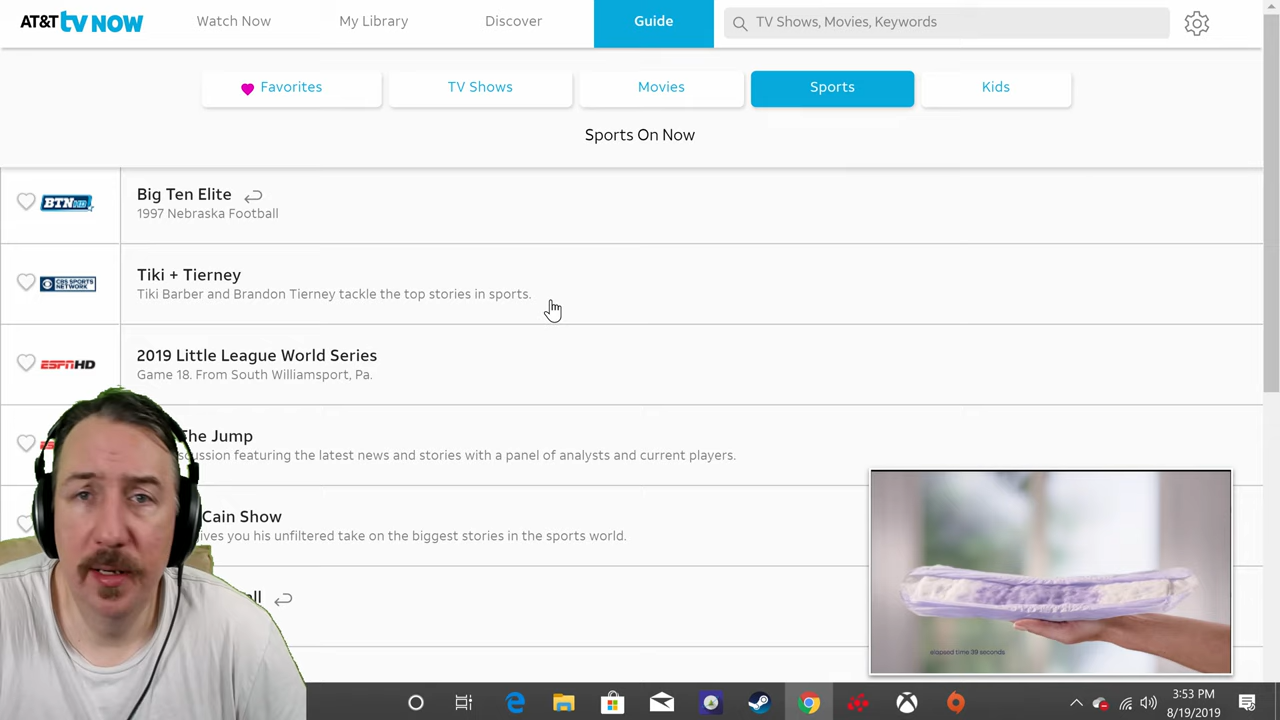 AT&T tv NOW
Watch Now
My Library
Discover
Guide
TV Shows, Movies, Keywords
Favorites
TV Shows
Movies
Sports
Kids
Sports On Now
BTN
Big Ten Elite
1997 Nebraska Football
CBS SPORTS NETWORK
Tiki + Tierney
Tiki Barber and Brandon Tierney tackle the top stories in sports.
ESPN HD
2019 Little League World Series
Game 18. From South Williamsport, Pa.
The Jump
discussion featuring the latest news and stories with a panel of analysts and current players.
Cain Show
gives you his unfiltered take on the biggest stories in the sports world.
elapsed time 39 seconds
3:53 PM
8/19/2019